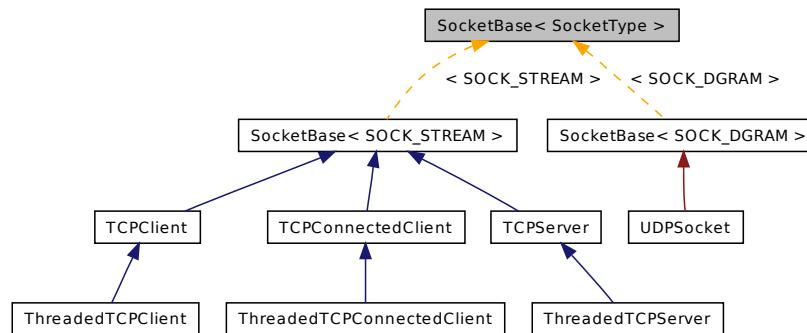 SocketBase< SocketType >
< SOCK_STREAM >
< SOCK_DGRAM >
SocketBase< SOCK_STREAM >
SocketBase< SOCK_DGRAM >
TCPClient
TCPConnectedClient
TCPServer
UDPSocket
ThreadedTCPClient
ThreadedTCPConnectedClient
ThreadedTCPServer